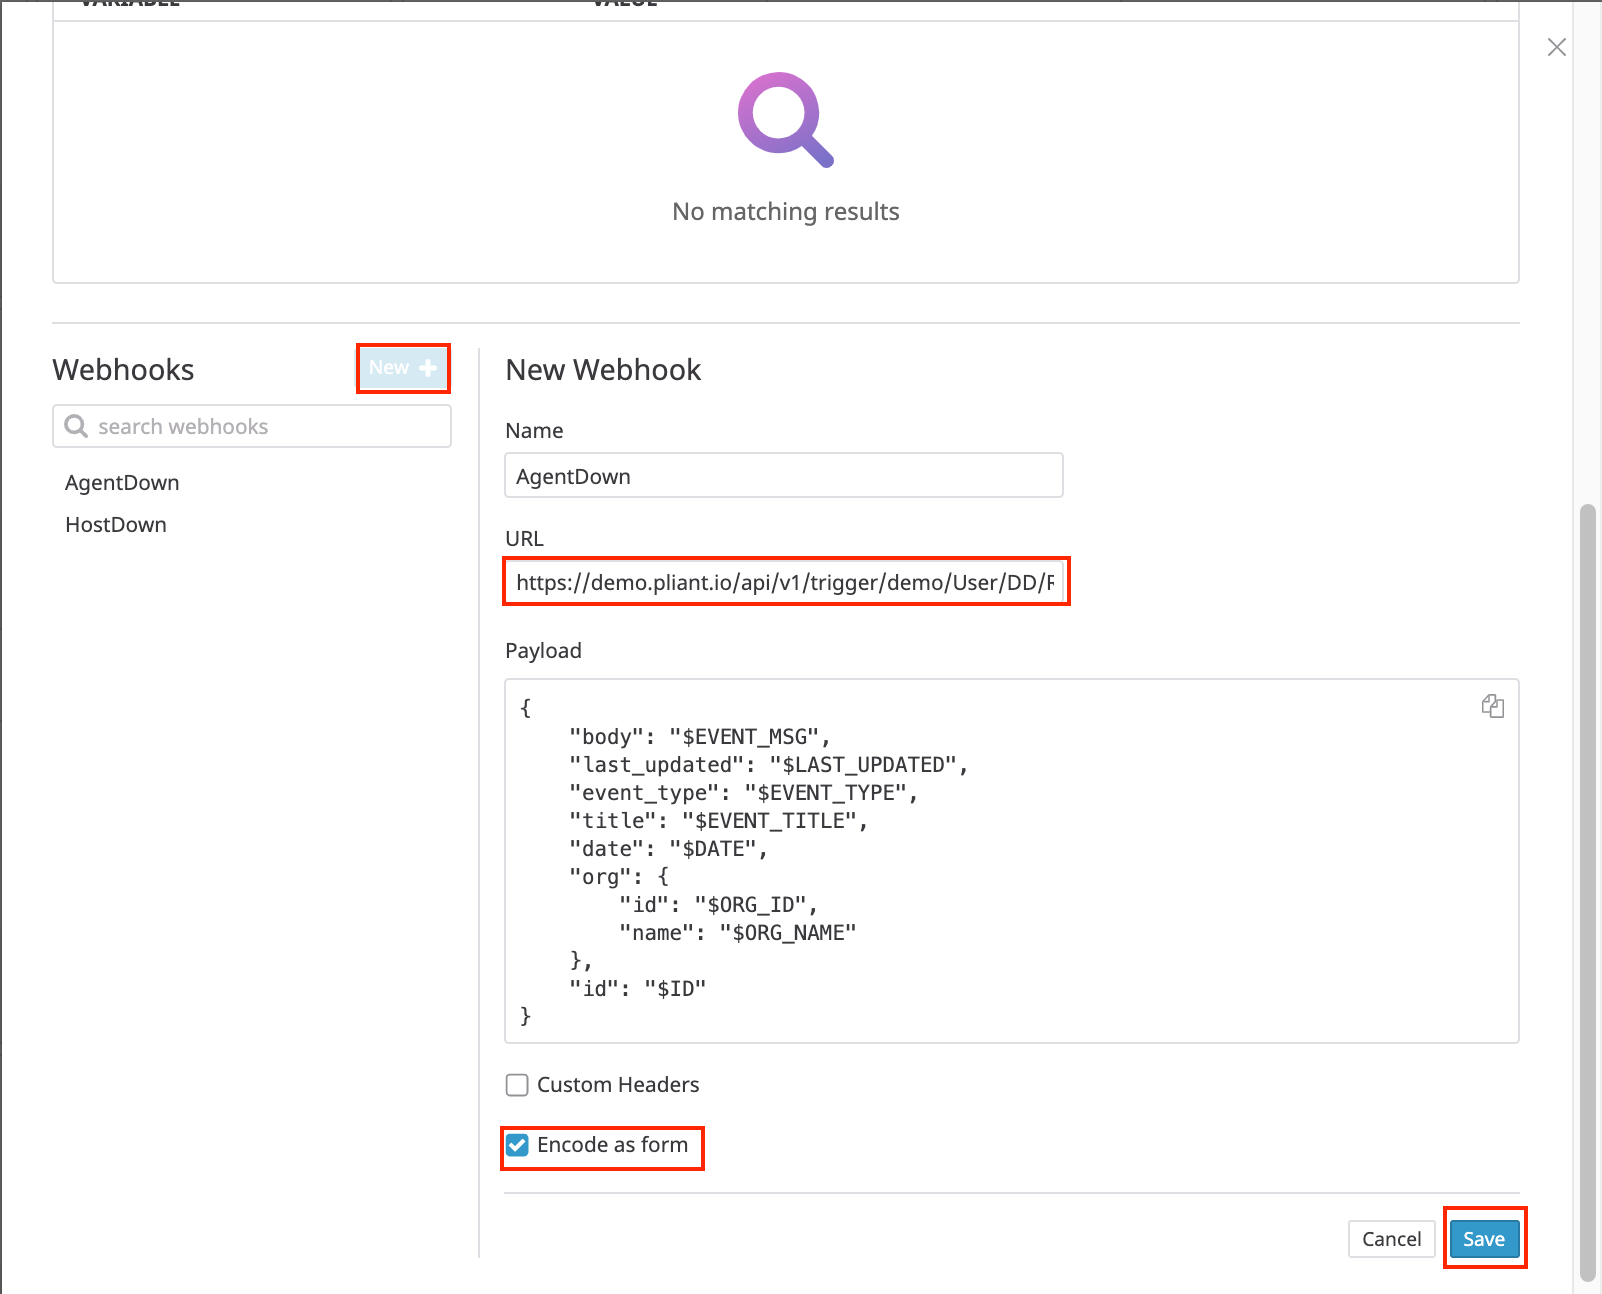 VARIABLE VALUE
No matching results
Webhooks
New
search webhooks
AgentDown
HostDown
New Webhook
Name
AgentDown
URL
https://demo.pliant.io/api/v1/trigger/demo/User/DD/
Payload
{
    "body": "$EVENT_MSG",
    "last_updated": "$LAST_UPDATED",
    "event_type": "$EVENT_TYPE",
    "title": "$EVENT_TITLE",
    "date": "$DATE",
    "org": {
        "id": "$ORG_ID",
        "name": "$ORG_NAME"
    },
    "id": "$ID"
}
Custom Headers
Encode as form
Cancel
Save